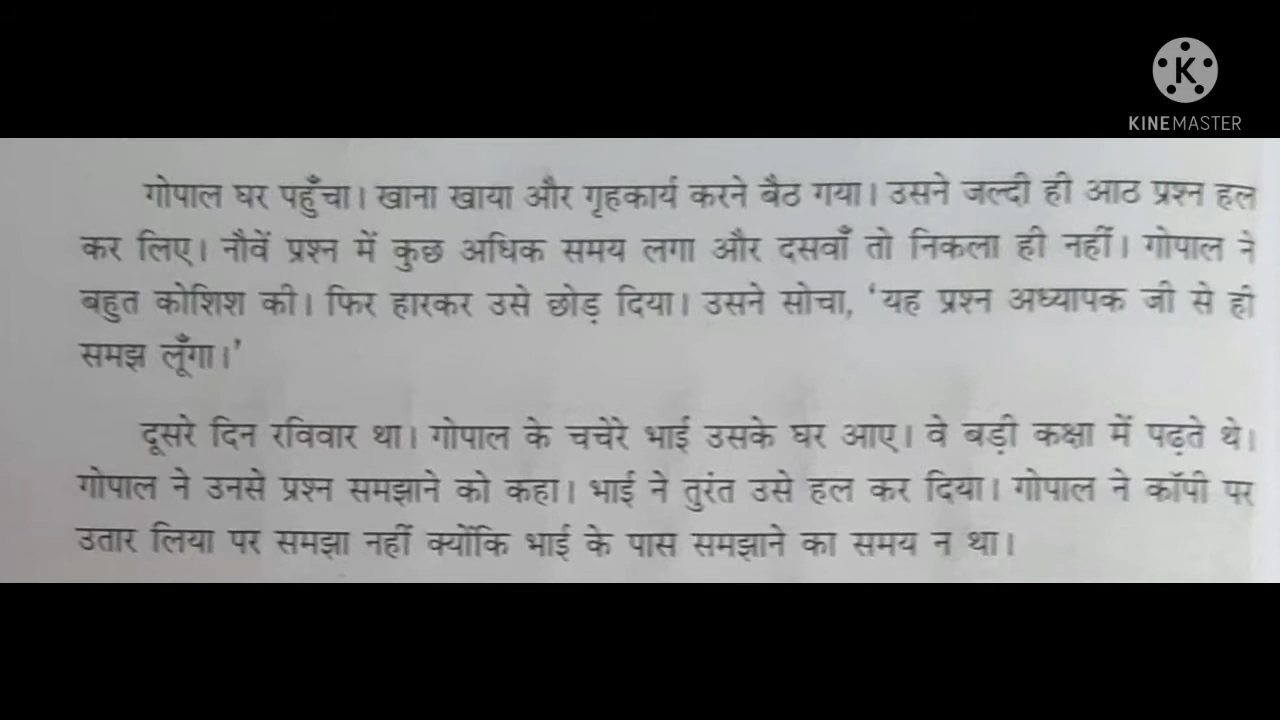 KINEMASTER
गोपाल घर पहुँचा। खाना खाया और गृहकार्य करने बैठ गया। उसने जल्दी ही आठ प्रश्न हल
कर लिए। नौवें प्रश्न में कुछ अधिक समय लगा और दसवाँ तो निकला ही नहीं। गोपाल ने
बहुत कोशिश की। फिर हारकर उसे छोड़ दिया। उसने सोचा, ‘यह प्रश्न अध्यापक जी से ही
समझ लूँगा।’
दूसरे दिन रविवार था। गोपाल के चचेरे भाई उसके घर आए। वे बड़ी कक्षा में पढ़ते थे।
गोपाल ने उनसे प्रश्न समझाने को कहा। भाई ने तुरंत उसे हल कर दिया। गोपाल ने कॉपी पर
उतार लिया पर समझा नहीं क्योंकि भाई के पास समझाने का समय न था।